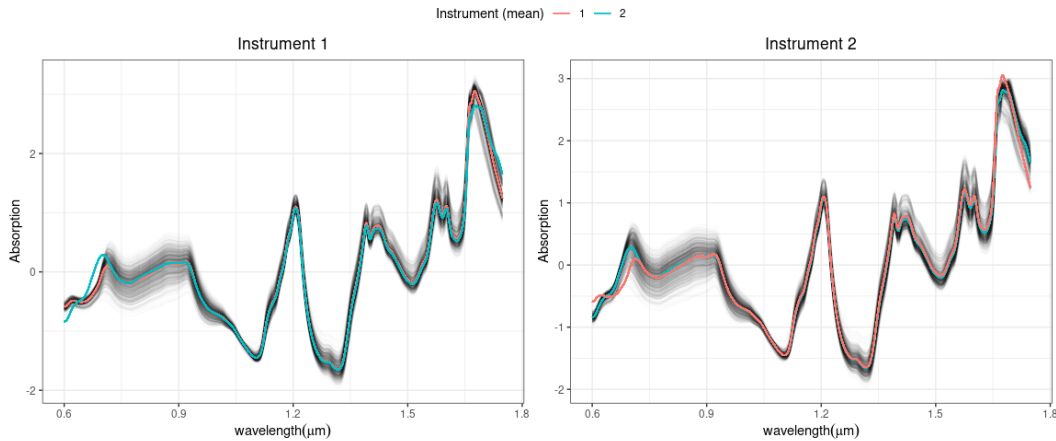 Instrument (mean) 1 2
Instrument 1
Instrument 2
Absorption
2
0
-2
0.6 0.9 1.2 1.5 1.8
wavelength(μm)
Absorption
3
2
1
0
-1
-2
0.6 0.9 1.2 1.5 1.8
wavelength(μm)